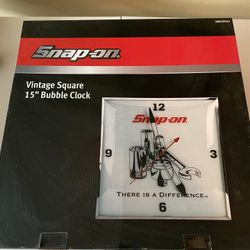 Snap-on
Vintage Square
15" Bubble Clock
12
Snap-on
9
3
THERE IS A DIFFERENCE
6